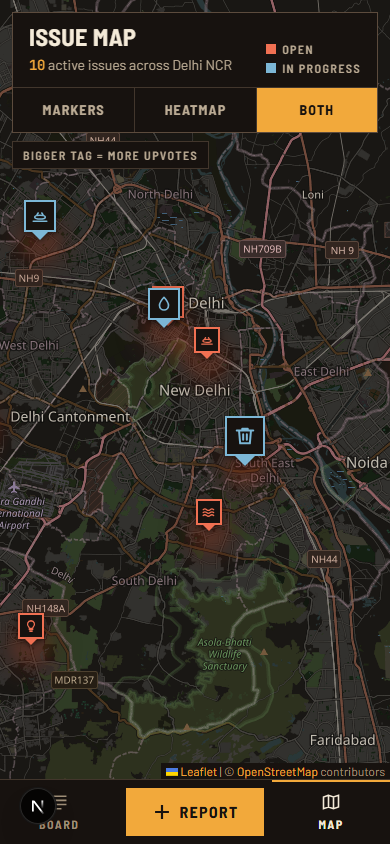 ISSUE MAP
10 active issues across Delhi NCR
OPEN
IN PROGRESS
MARKERS
HEATMAP
BOTH
NH44
BIGGER TAG = MORE UPVOTES
North Delhi
Loni
NH709B
NH 9
NH9
Delhi
West Delhi
East Delhi
New Delhi
Delhi Cantonment
South East
Delhi
Noida
ra Gandhi
ernational
Airport
NH44
Delhi
South Delhi
NH148A
Asola-Bhatti
Wildlife
Sanctuary
MDR137
Faridabad
Leaflet | © OpenStreetMap contributors
N
BOARD
+ REPORT
MAP